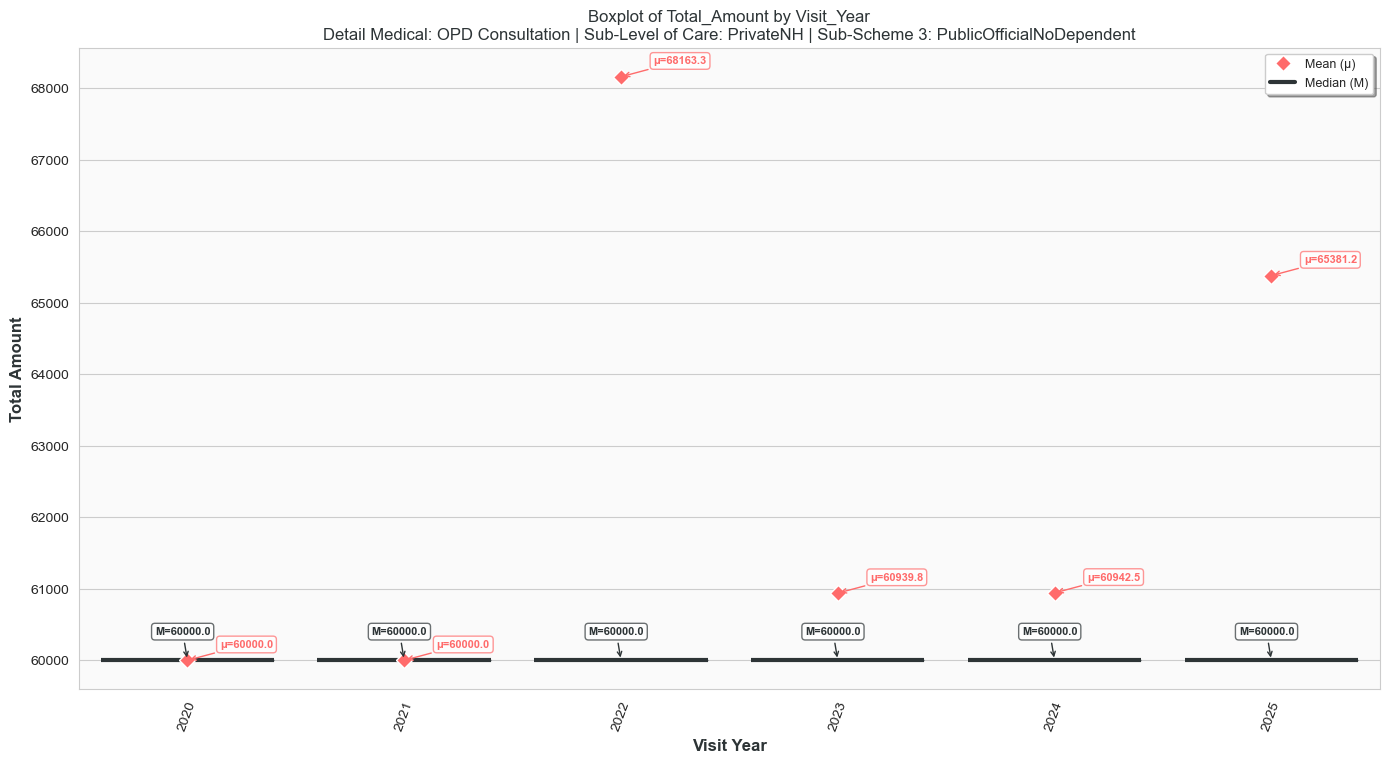 Boxplot of Total_Amount by Visit_Year
Detail Medical: OPD Consultation | Sub-Level of Care: PrivateNH | Sub-Scheme 3: PublicOfficialNoDependent
Mean (μ)
Median (M)
Total Amount
68000
67000
66000
65000
64000
63000
62000
61000
60000
μ=68163.3
μ=65381.2
μ=60939.8
μ=60942.5
M=60000.0
M=60000.0
M=60000.0
M=60000.0
M=60000.0
M=60000.0
μ=60000.0
μ=60000.0
2020
2021
2022
2023
2024
2025
Visit Year